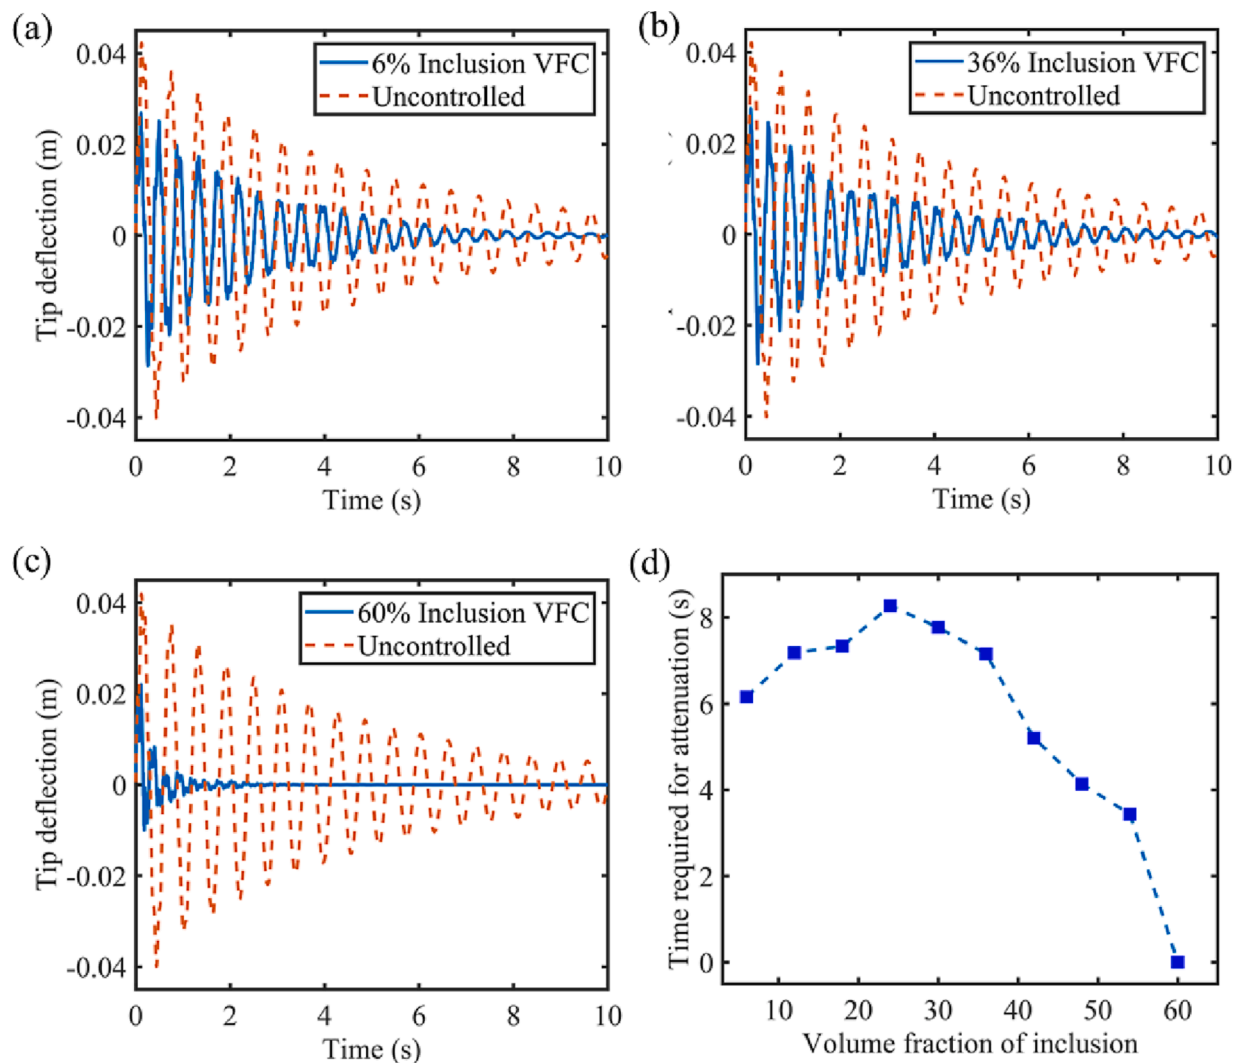 (a)
6% Inclusion VFC
Uncontrolled
0.04
0.02
0
-0.02
-0.04
Tip deflection (m)
0 2 4 6 8 10
Time (s)
(b)
36% Inclusion VFC
Uncontrolled
0.04
0.02
0
-0.02
-0.04
0 2 4 6 8 10
Time (s)
(c)
60% Inclusion VFC
Uncontrolled
0.04
0.02
0
-0.02
-0.04
Tip deflection (m)
0 2 4 6 8 10
Time (s)
(d)
8
6
4
2
0
Time required for attenuation (s)
10 20 30 40 50 60
Volume fraction of inclusion